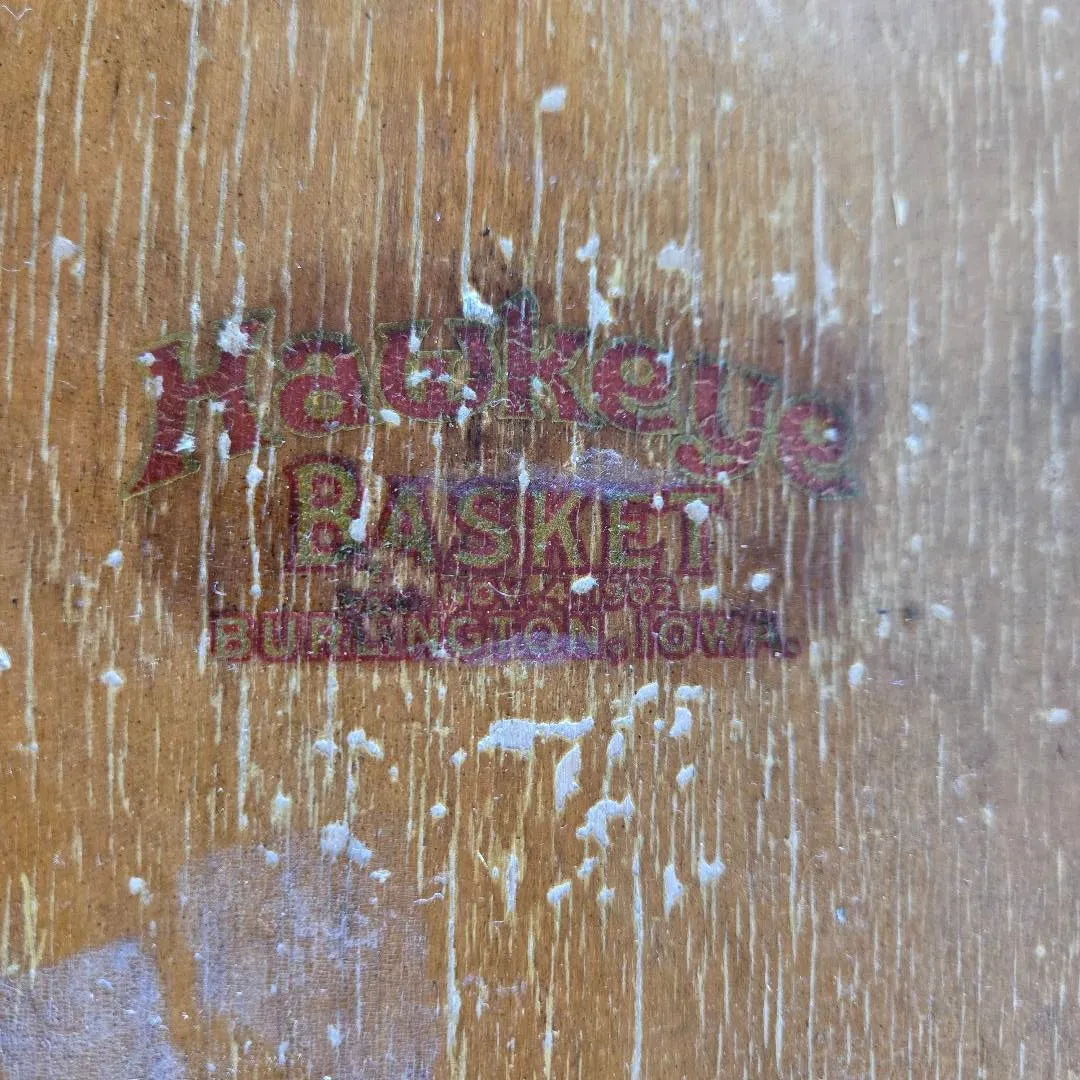 Hawkeye
BASKET
BURLINGTON, IOWA.